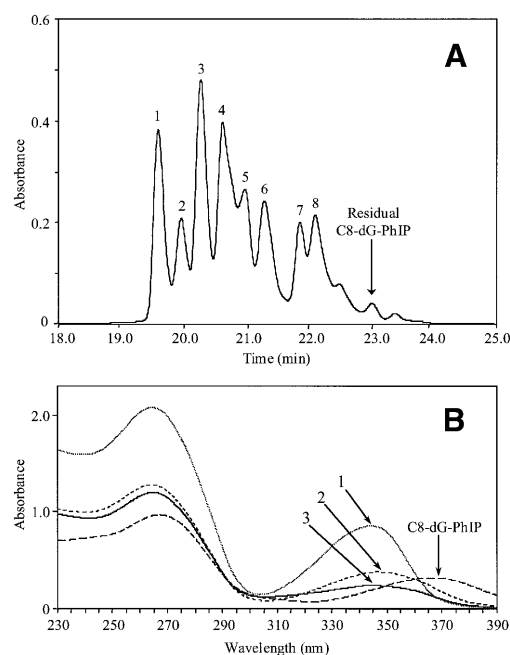 0.6
A
3
0.4
1
4
Absorbance
5
6
2
7
8
0.2
Residual
C8-dG-PhIP
0
18.0 19.0 20.0 21.0 22.0 23.0 24.0 25.0
Time (min)
B
2.0
Absorbance
1
2
3
C8-dG-PhIP
1.0
0
230 250 270 290 310 330 350 370 390
Wavelength (nm)